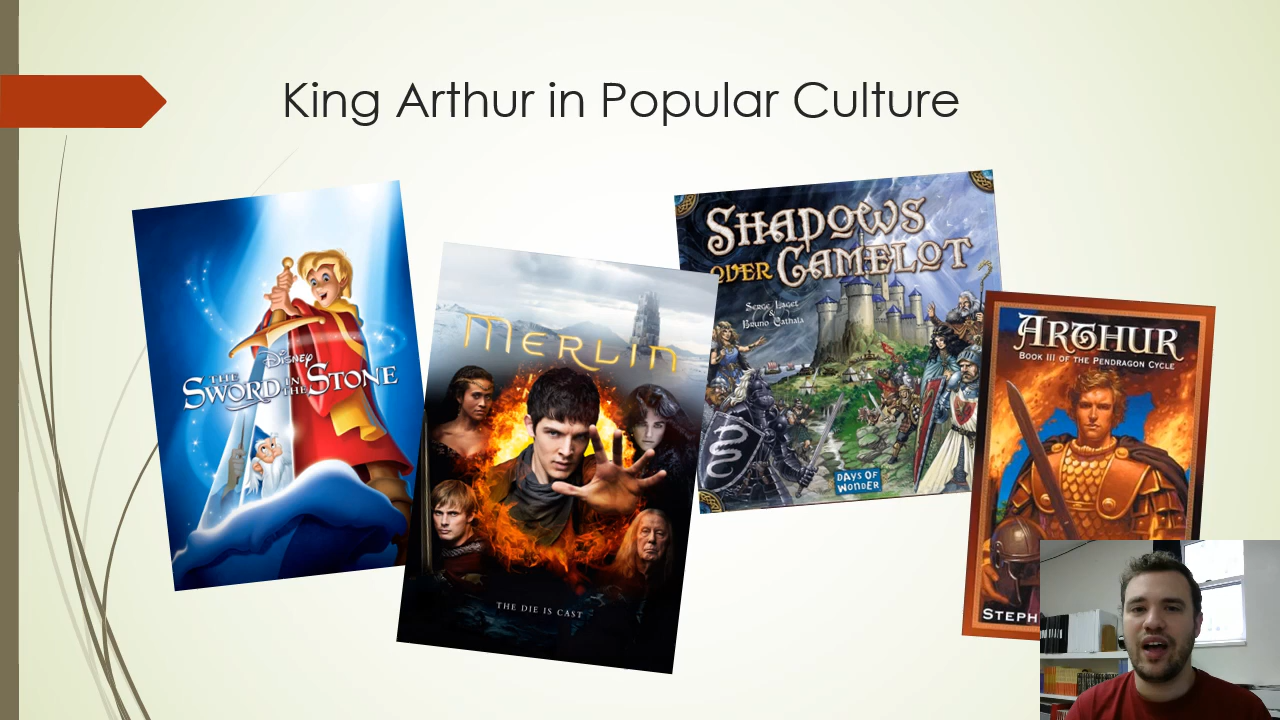 King Arthur in Popular Culture
DISNEY
THE SWORD IN THE STONE
MERLIN
THE DIE IS CAST
SHADOWS
OVER CAMELOT
SERGE LAGET
&
BRUNO CATHALA
DAYS OF
WONDER
ARTHUR
BOOK III OF THE PENDRAGON CYCLE
STEPH